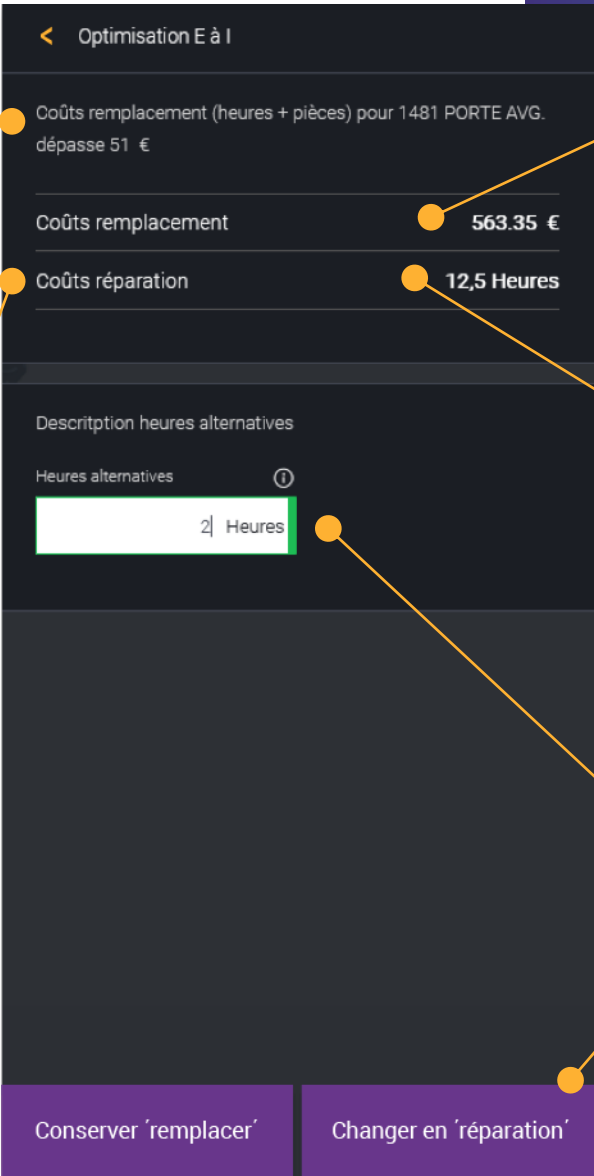 Optimisation E à I
Coûts remplacement (heures + pièces) pour 1481 PORTE AVG.
dépasse 51 €
Coûts remplacement 563.35 €
Coûts réparation 12,5 Heures
Descritption heures alternatives
Heures alternatives
2 Heures
Conserver ´remplacer´ Changer en ´réparation´